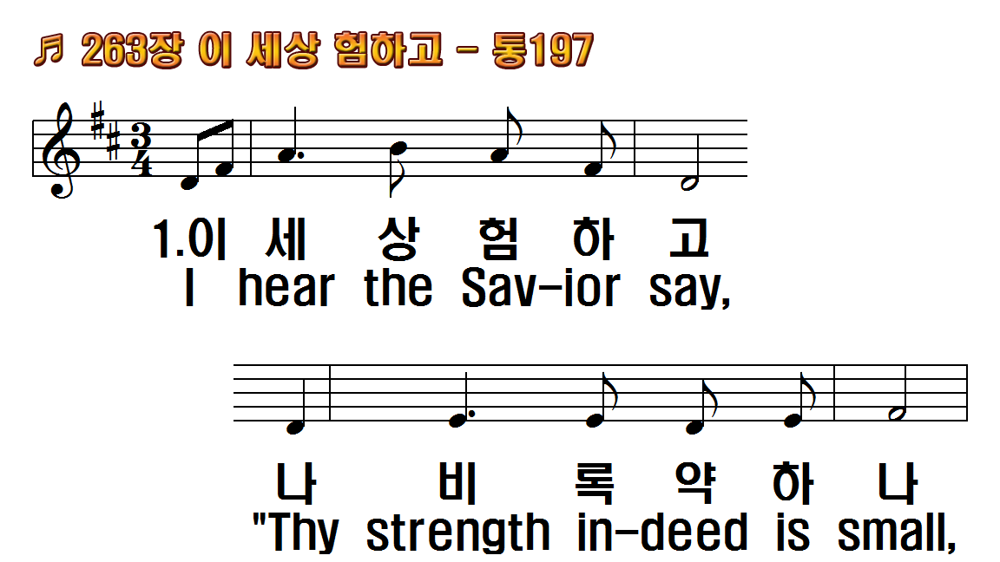 ♬ 263장 이 세상 험하고 - 통197
3
4
1.이 세 상 험 하 고
I hear the Sav-ior say,
나 비 록 약 하 나
"Thy strength in-deed is small,